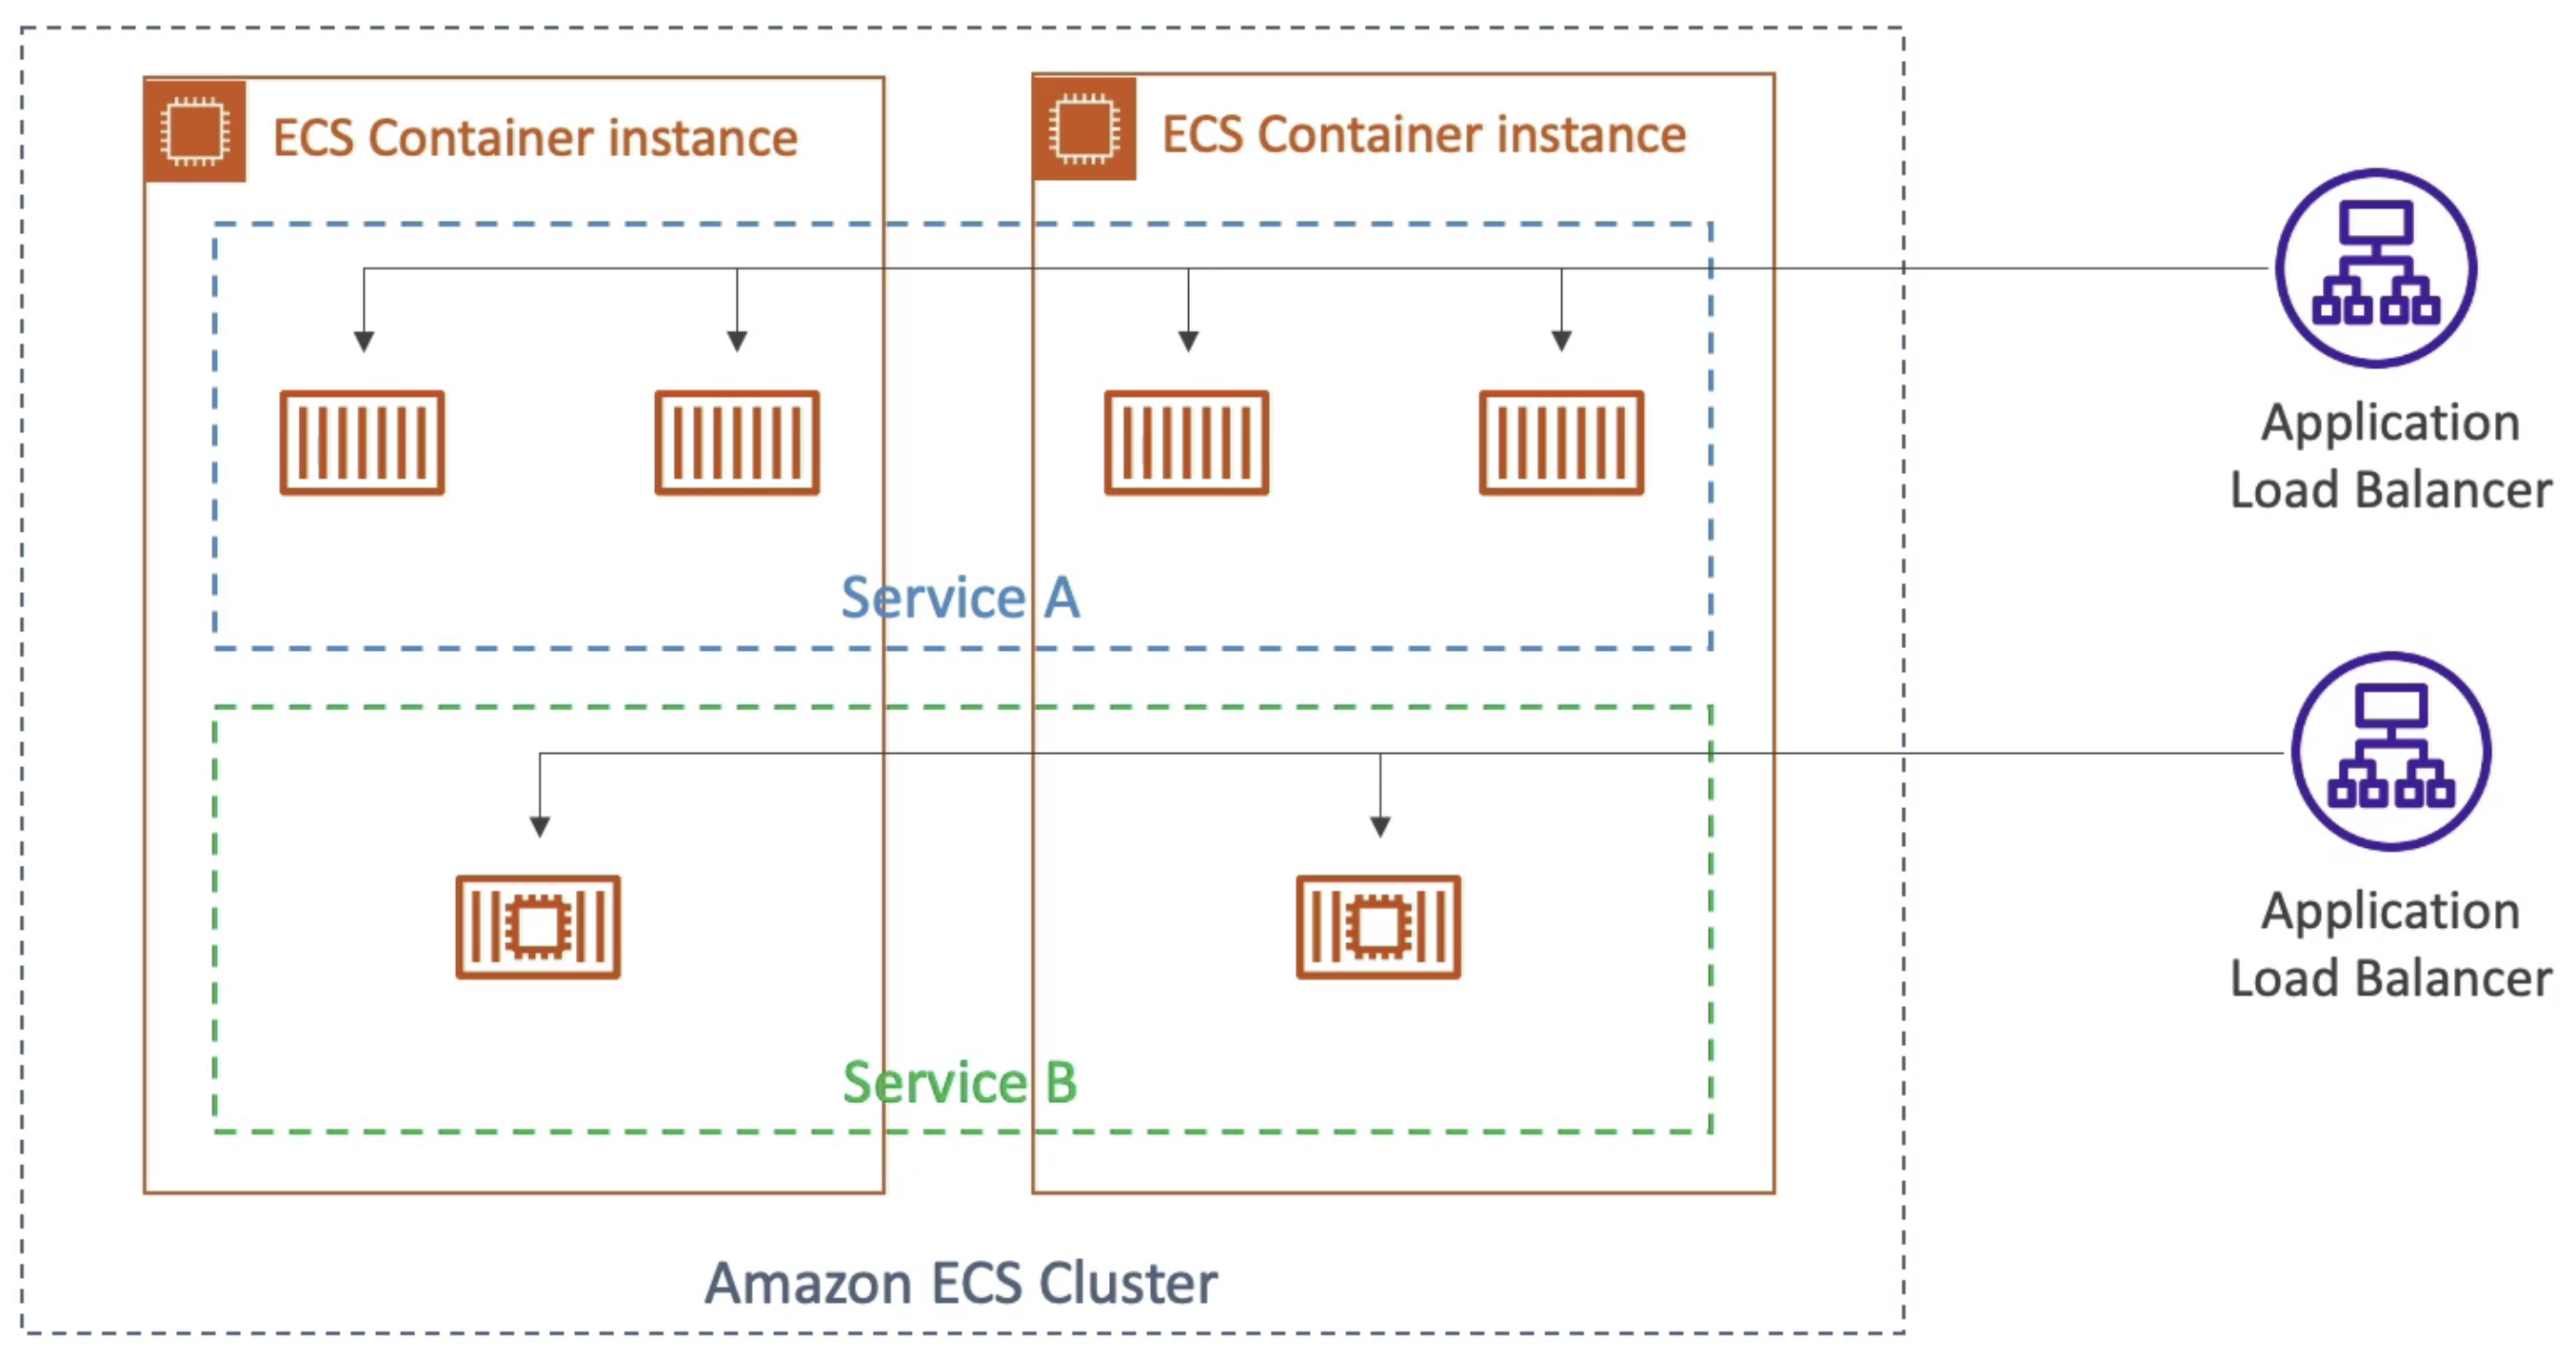 ECS Container instance
ECS Container instance
Application
Load Balancer
Service A
Application
Load Balancer
Service B
Amazon ECS Cluster